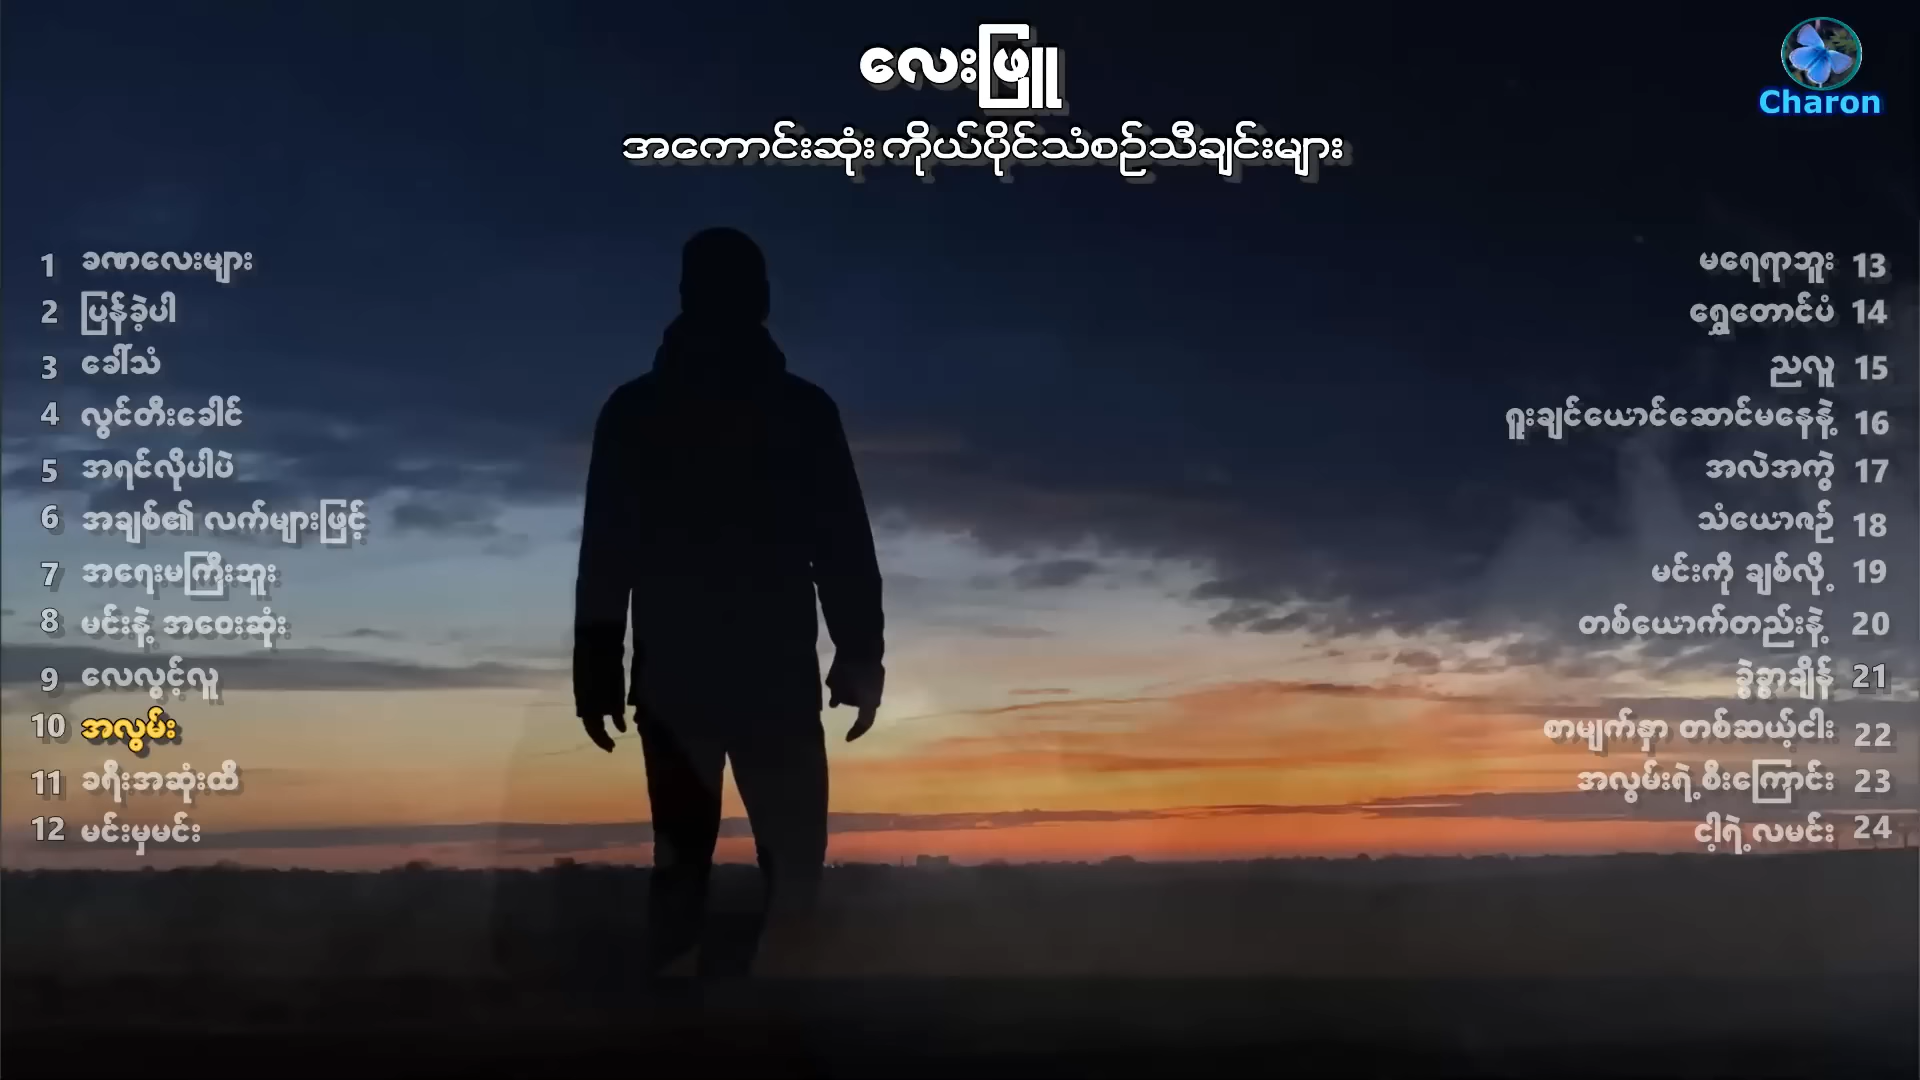 လေးဖြူ
အကောင်းဆုံး ကိုယ်ပိုင်သံစဉ်သီချင်းများ
Charon
1 ခဏလေးများ
2 ပြန်ခဲ့ပါ
3 ခေါ်သံ
4 လွင်တီးခေါင်
5 အရင်လိုပါပဲ
6 အချစ်၏ လက်များဖြင့်
7 အရေးမကြီးဘူး
8 မင်းနဲ့ အဝေးဆုံး
9 လေလွင့်လူ
10 အလွမ်း
11 ခရီးအဆုံးထိ
12 မင်းမှမင်း
မရေရာဘူး 13
ရွှေတောင်ပံ 14
ညလူ 15
ရူးချင်ယောင်ဆောင်မနေနဲ့ 16
အလဲအကွဲ 17
သံယောဇဉ် 18
မင်းကို ချစ်လို့ 19
တစ်ယောက်တည်းနဲ့ 20
ခွဲခွာချိန် 21
စာမျက်နှာ တစ်ဆယ့်ငါး 22
အလွမ်းရဲ့စီးကြောင်း 23
ငါ့ရဲ့လမင်း 24